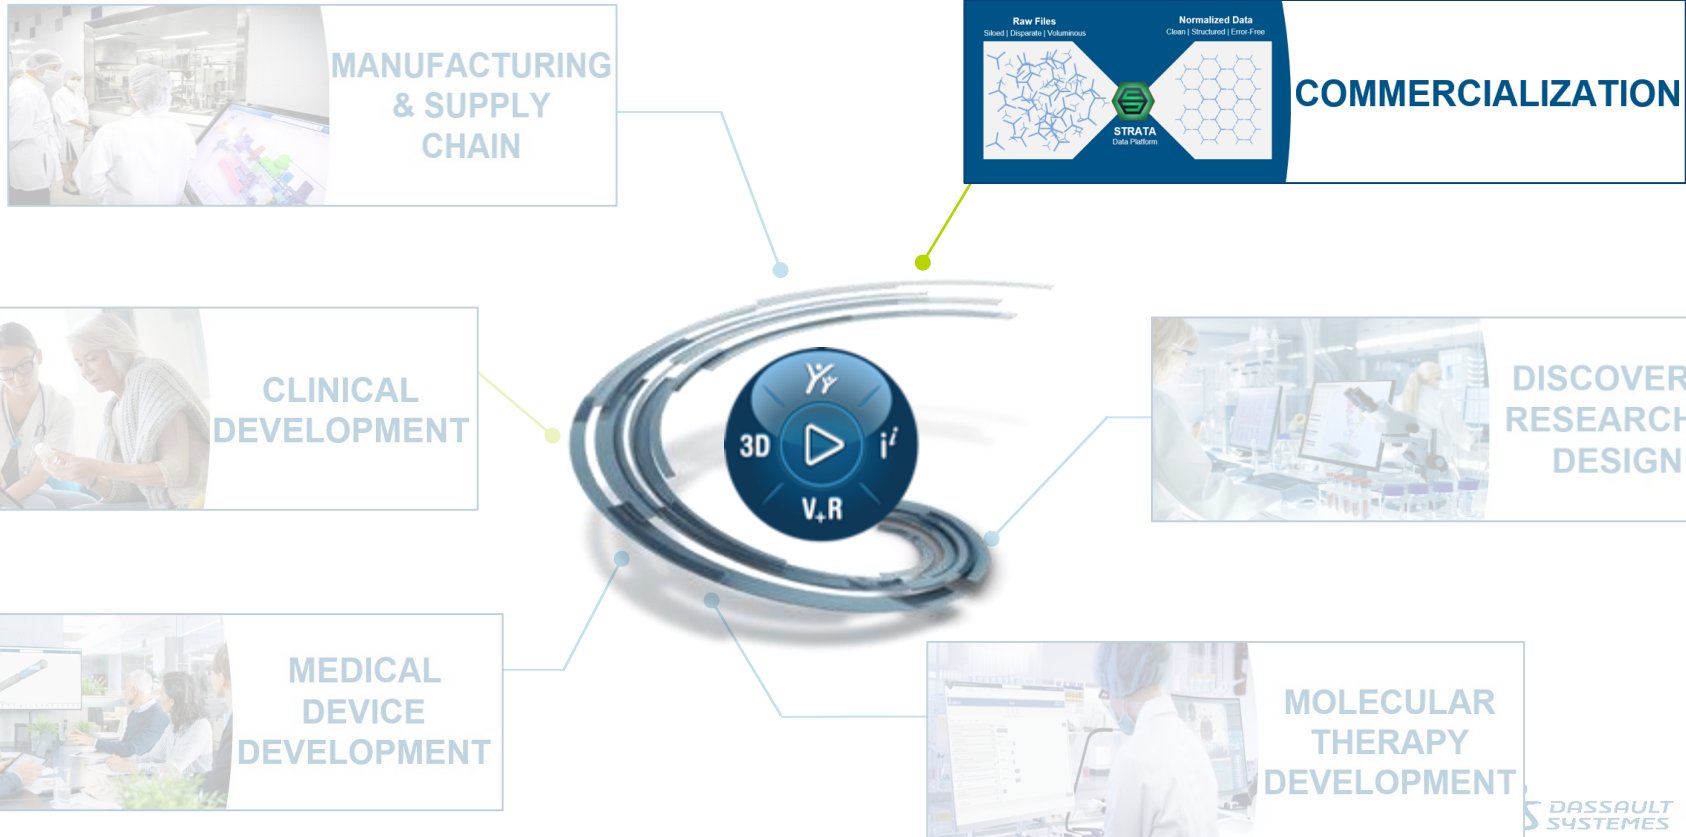 MANUFACTURING
& SUPPLY
CHAIN
Raw Files
Siloed | Disparate | Voluminous
Normalized Data
Clean | Structured | Error-Free
STRATA
Data Platform
COMMERCIALIZATION
CLINICAL
DEVELOPMENT
3D
i i
V+R
DISCOVER
RESEARCH
DESIGN
MEDICAL
DEVICE
DEVELOPMENT
MOLECULAR
THERAPY
DEVELOPMENT
DASSAULT
SYSTEMES